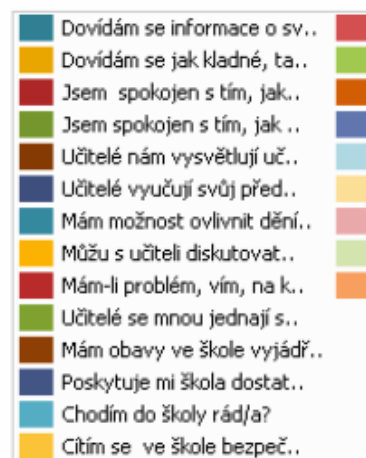 Dovídám se informace o sv..
Dovídám se jak kladné, ta..
Jsem spokojen s tím, jak..
Jsem spokojen s tím, jak ..
Učitelé nám vysvětlují uč..
Učitelé vyučují svůj před..
Mám možnost ovlivnit dění..
Můžu s učiteli diskutovat..
Mám-li problém, vím, na k..
Učitelé se mnou jednají s..
Mám obavy ve škole vyjádř..
Poskytuje mi škola dostat..
Chodím do školy rád/a?
Cítím se ve škole bezpeč..